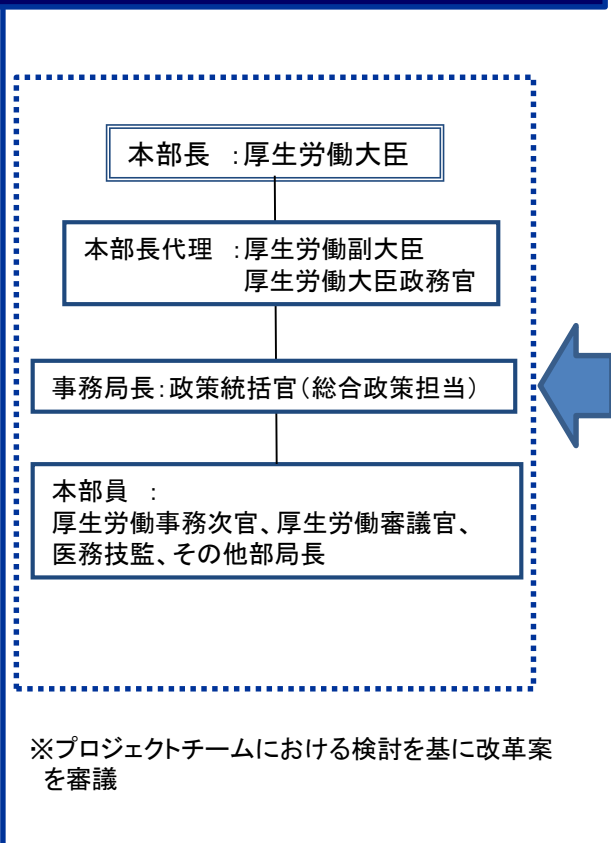 本部長　：厚生労働大臣
本部長代理　：厚生労働副大臣
厚生労働大臣政務官
事務局長：政策統括官（総合政策担当）
本部員　：
厚生労働事務次官、厚生労働審議官、
医務技監、その他部局長
※プロジェクトチームにおける検討を基に改革案
を審議